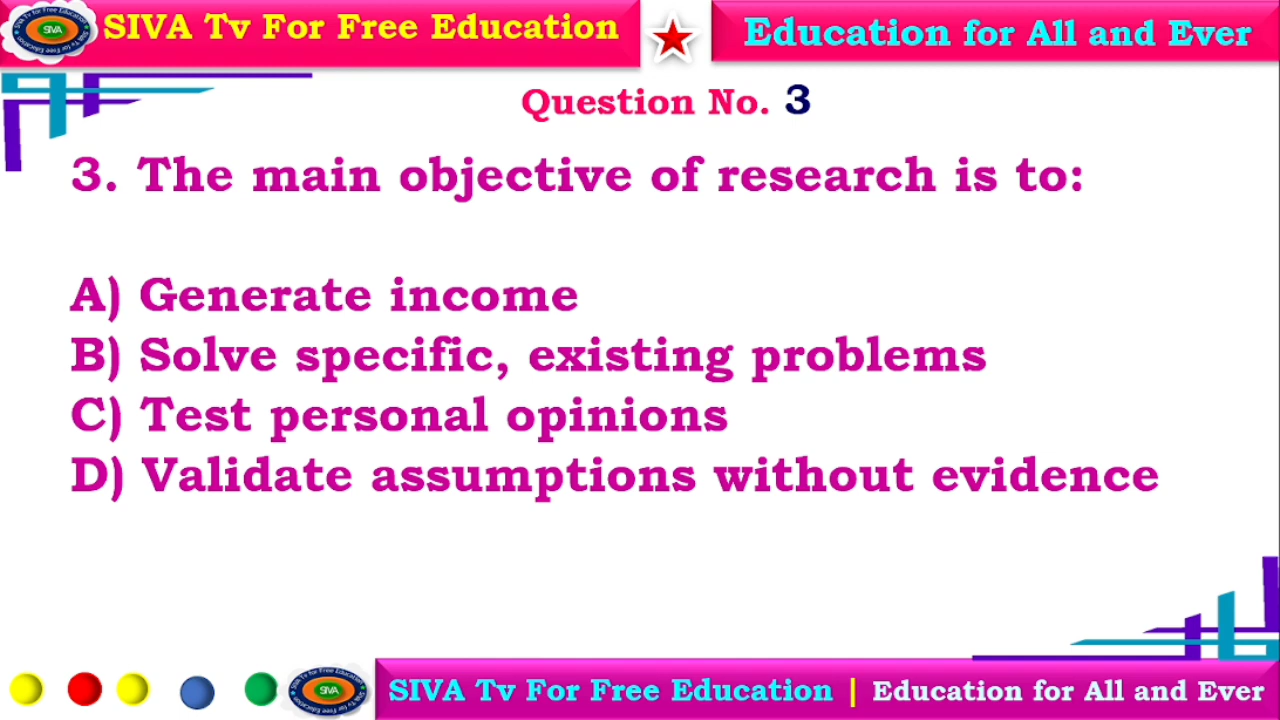 SIVA Tv For Free Education
Education for All and Ever
Question No. 3
3. The main objective of research is to:
A) Generate income
B) Solve specific, existing problems
C) Test personal opinions
D) Validate assumptions without evidence
SIVA
SIVA Tv For Free Education | Education for All and Ever